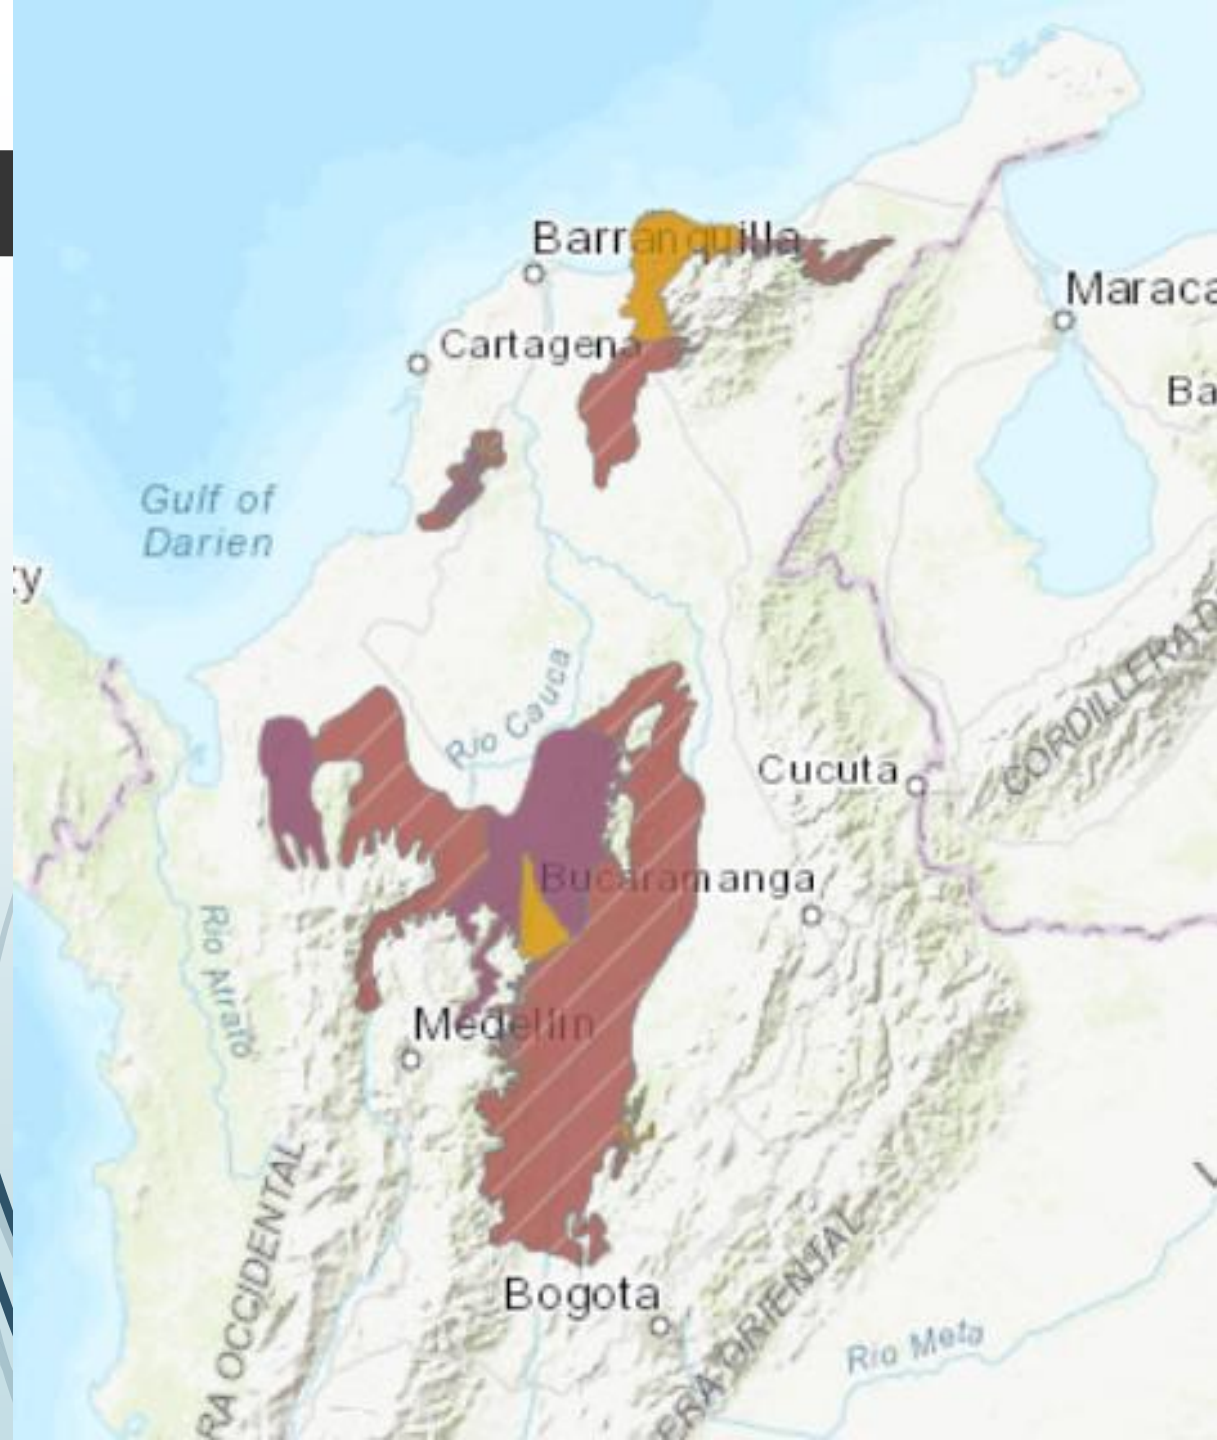 Barranquilla
Maraca
Cartagena
Ba
Gulf of
Darien
ty
CORDILLERA D
Rio Cauca
Cucuta
Bucaramanga
Rio Atrato
Medellin
RA OCCIDENTAL
Bogota
ERA ORIENTAL
Rio Meta